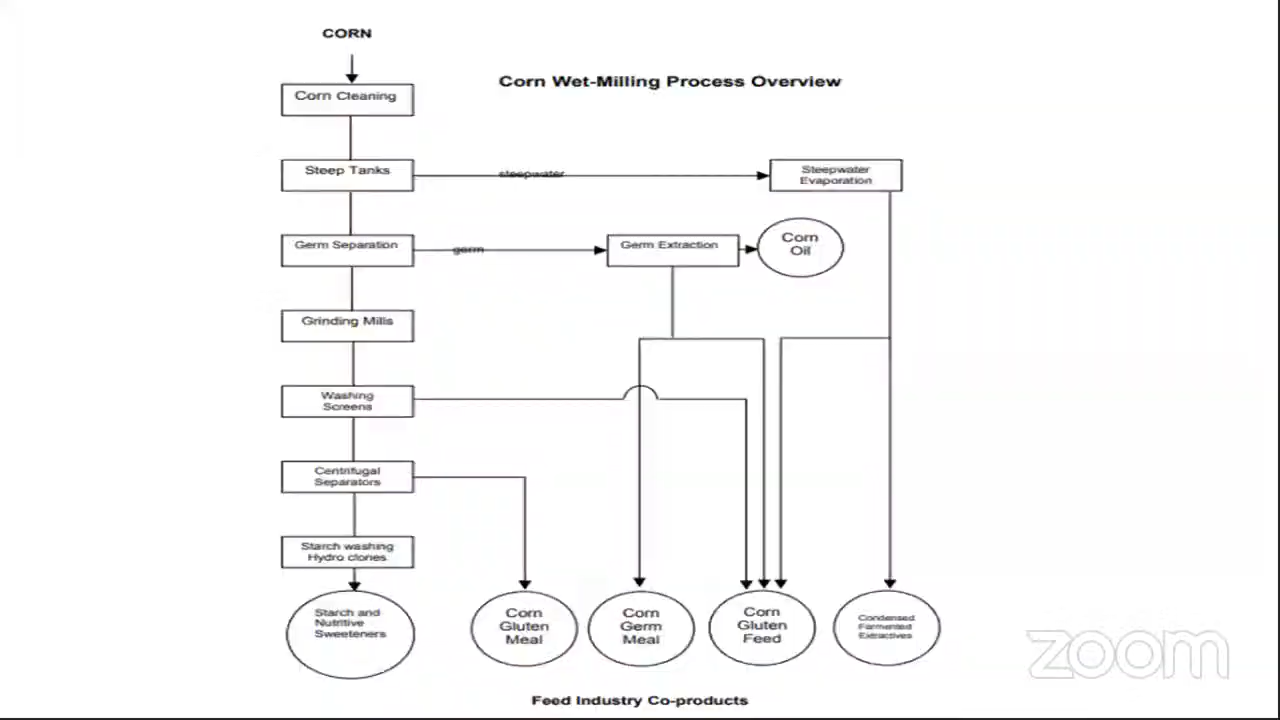 CORN
Corn Wet-Milling Process Overview
Corn Cleaning
Steep Tanks
steepwater
Steepwater
Evaporation
Germ Separation
germ
Germ Extraction
Corn
Oil
Grinding Mills
Washing
Screens
Centrifugal
Separators
Starch washing
Hydro clones
Starch and
Nutritive
Sweeteners
Corn
Gluten
Meal
Corn
Germ
Meal
Corn
Gluten
Feed
Condensed
Farmented
Extractives
zoom
Feed Industry Co-products